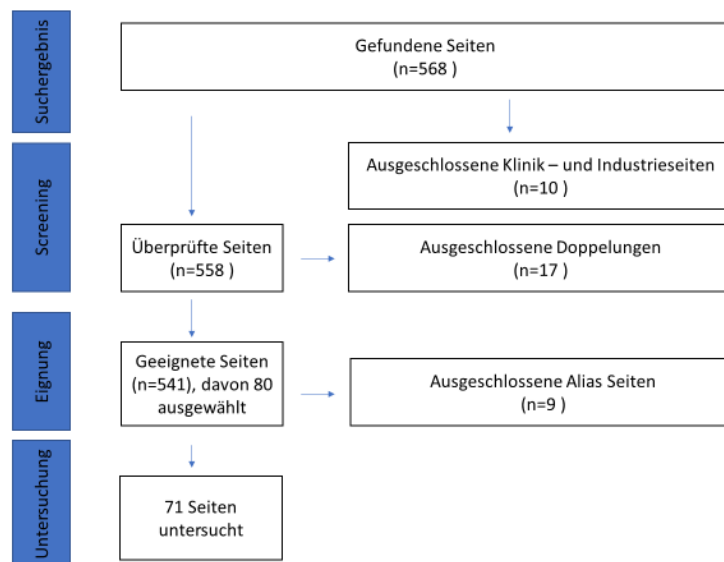 Suchergebnis
Gefundene Seiten
(n=568 )
Screening
Ausgeschlossene Klinik – und Industrieseiten
(n=10 )
Überprüfte Seiten
(n=558 )
Ausgeschlossene Doppelungen
(n=17 )
Eignung
Geeignete Seiten
(n=541), davon 80
ausgewählt
Ausgeschlossene Alias Seiten
(n=9 )
Untersuchung
71 Seiten
untersucht